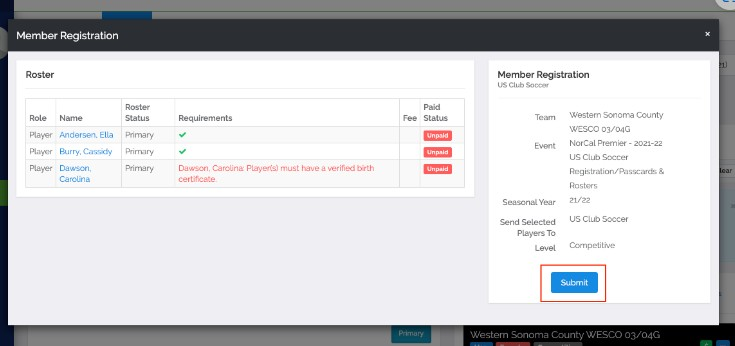 Member Registration
×
Roster
Role Name Roster Status Requirements Fee Paid Status
Player Andersen, Ella Primary ✓ Unpaid
Player Burry, Cassidy Primary ✓ Unpaid
Player Dawson, Carolina Primary Dawson, Carolina: Player(s) must have a verified birth certificate. Unpaid
Member Registration
US Club Soccer
Team Western Sonoma County
WESCO 03/04G
Event NorCal Premier - 2021-22
US Club Soccer
Registration/Passcards &
Rosters
Seasonal Year 21/22
Send Selected Players To US Club Soccer
Level Competitive
Submit
Primary
Western Sonoma County WESCO 03/04G